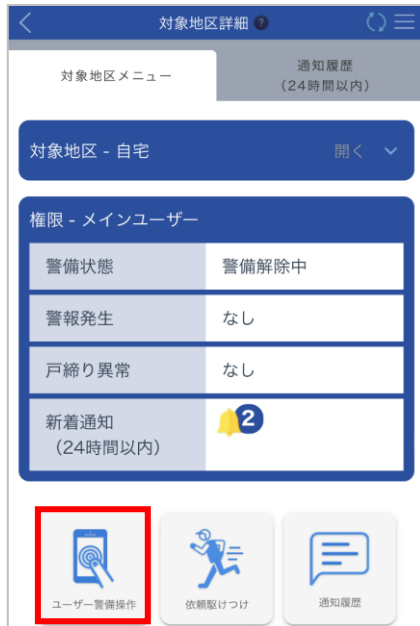 対象地区詳細 ?
対象地区メニュー
通知履歴
(24時間以内)
対象地区 - 自宅 開く
権限 - メインユーザー
警備状態 警備解除中
警報発生 なし
戸締り異常 なし
新着通知
(24時間以内) 2
ユーザー警備操作 依頼駆けつけ 通知履歴